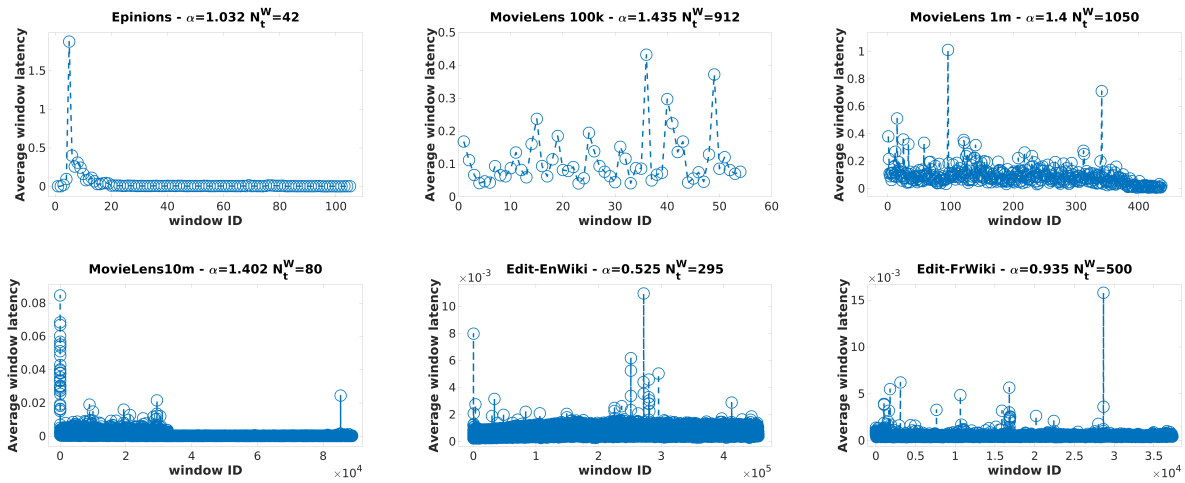 Epinions - α=1.032 N_t^W=42
Average window latency
1.5
1
0.5
0
0 20 40 60 80 100
window ID
MovieLens 100k - α=1.435 N_t^W=912
Average window latency
0.5
0.4
0.3
0.2
0.1
0
0 10 20 30 40 50 60
window ID
MovieLens 1m - α=1.4 N_t^W=1050
Average window latency
1
0.8
0.6
0.4
0.2
0
0 100 200 300 400
window ID
MovieLens10m - α=1.402 N_t^W=80
Average window latency
0.08
0.06
0.04
0.02
0
0 2 4 6 8
×10^4
window ID
Edit-EnWiki - α=0.525 N_t^W=295
×10^-3
Average window latency
10
8
6
4
2
0
0 1 2 3 4
×10^5
window ID
Edit-FrWiki - α=0.935 N_t^W=500
×10^-3
Average window latency
15
10
5
0
0 0.5 1 1.5 2 2.5 3 3.5
×10^4
window ID